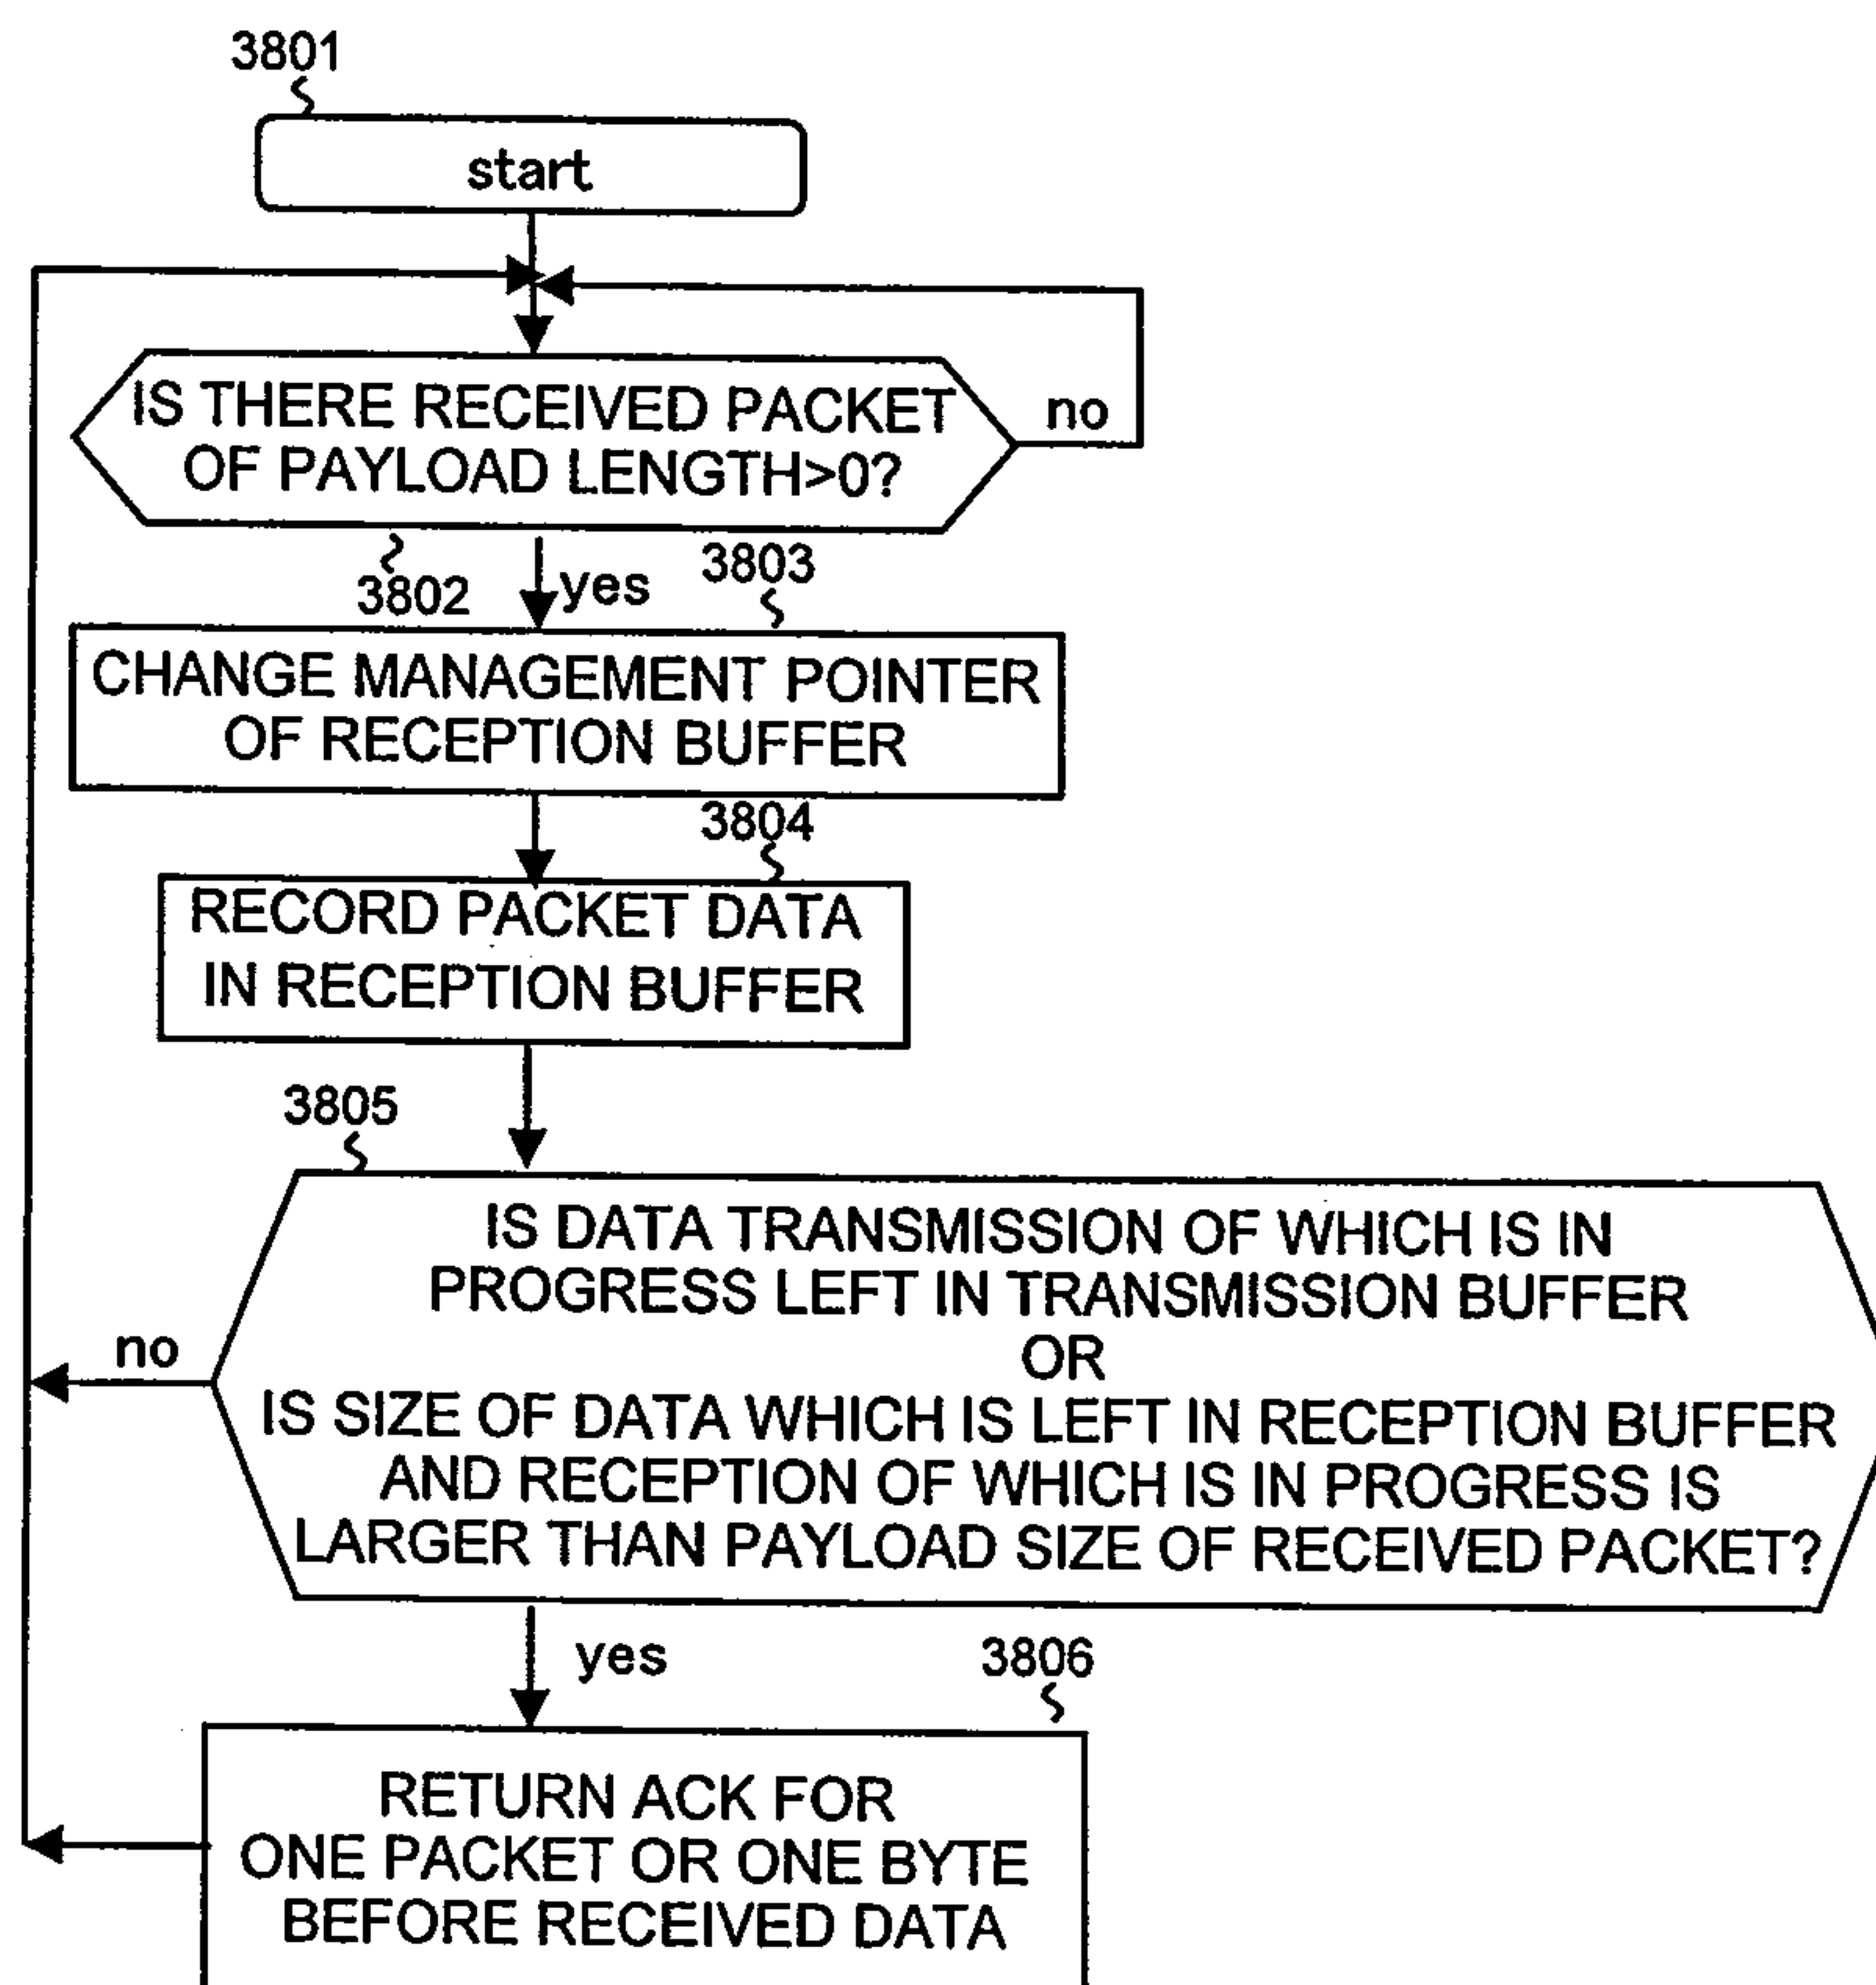 3801
start
IS THERE RECEIVED PACKET
OF PAYLOAD LENGTH>0?
no
3802
yes
3803
CHANGE MANAGEMENT POINTER
OF RECEPTION BUFFER
3804
RECORD PACKET DATA
IN RECEPTION BUFFER
3805
IS DATA TRANSMISSION OF WHICH IS IN
PROGRESS LEFT IN TRANSMISSION BUFFER
OR
IS SIZE OF DATA WHICH IS LEFT IN RECEPTION BUFFER
AND RECEPTION OF WHICH IS IN PROGRESS IS
LARGER THAN PAYLOAD SIZE OF RECEIVED PACKET?
no
yes
3806
RETURN ACK FOR
ONE PACKET OR ONE BYTE
BEFORE RECEIVED DATA